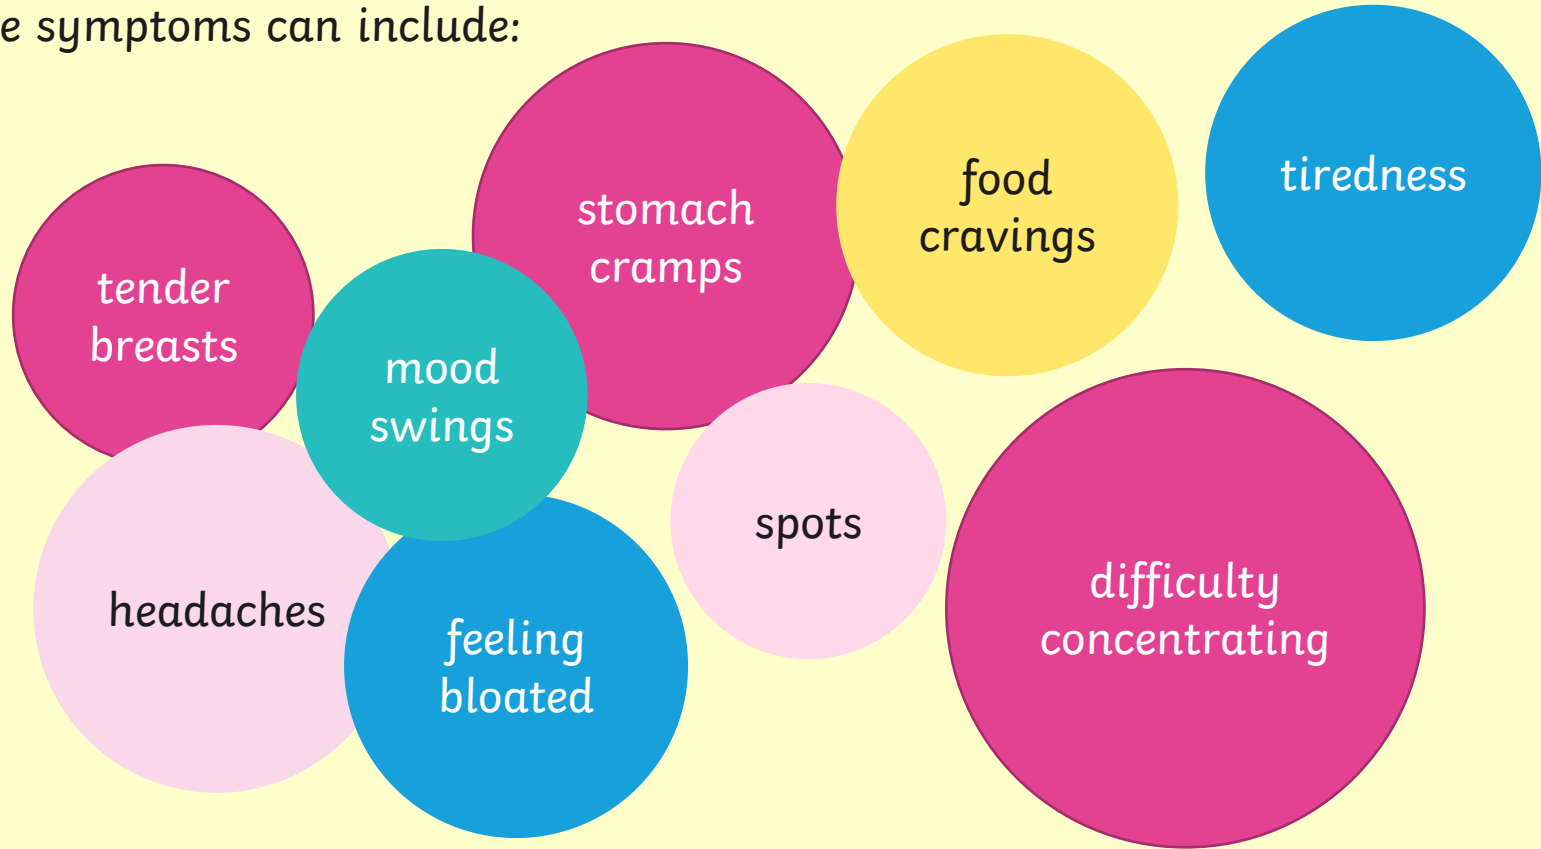 e symptoms can include:
stomach
cramps
food
cravings
tiredness
tender
breasts
mood
swings
spots
headaches
feeling
bloated
difficulty
concentrating